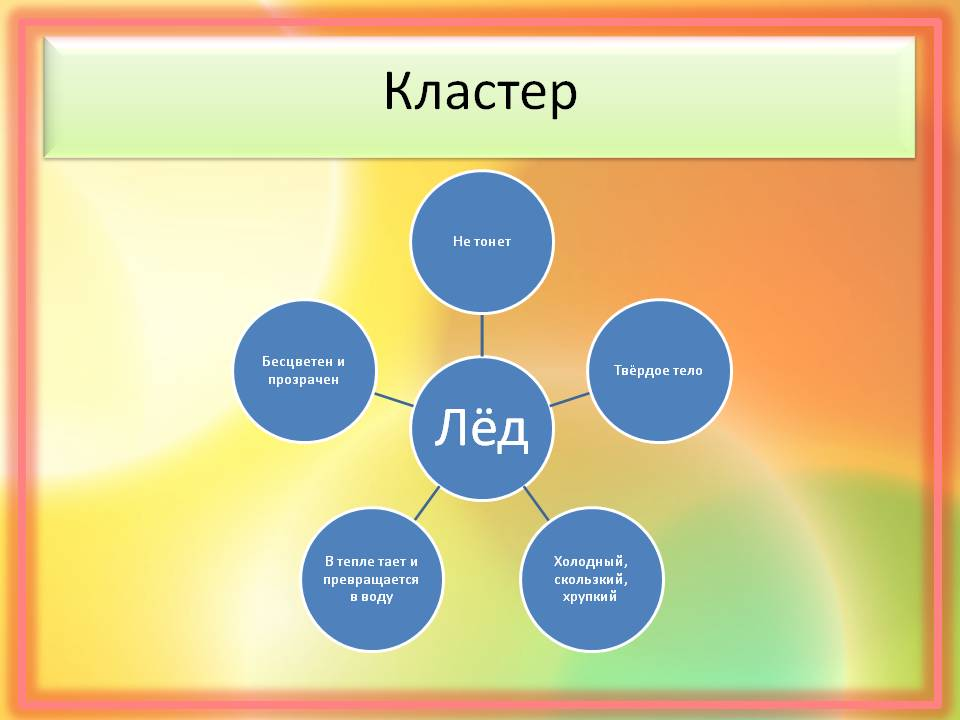 Кластер
Не тонет
Бесцветен и
прозрачен
Твёрдое тело
Лёд
В тепле тает и
превращается
в воду
Холодный,
скользкий,
хрупкий